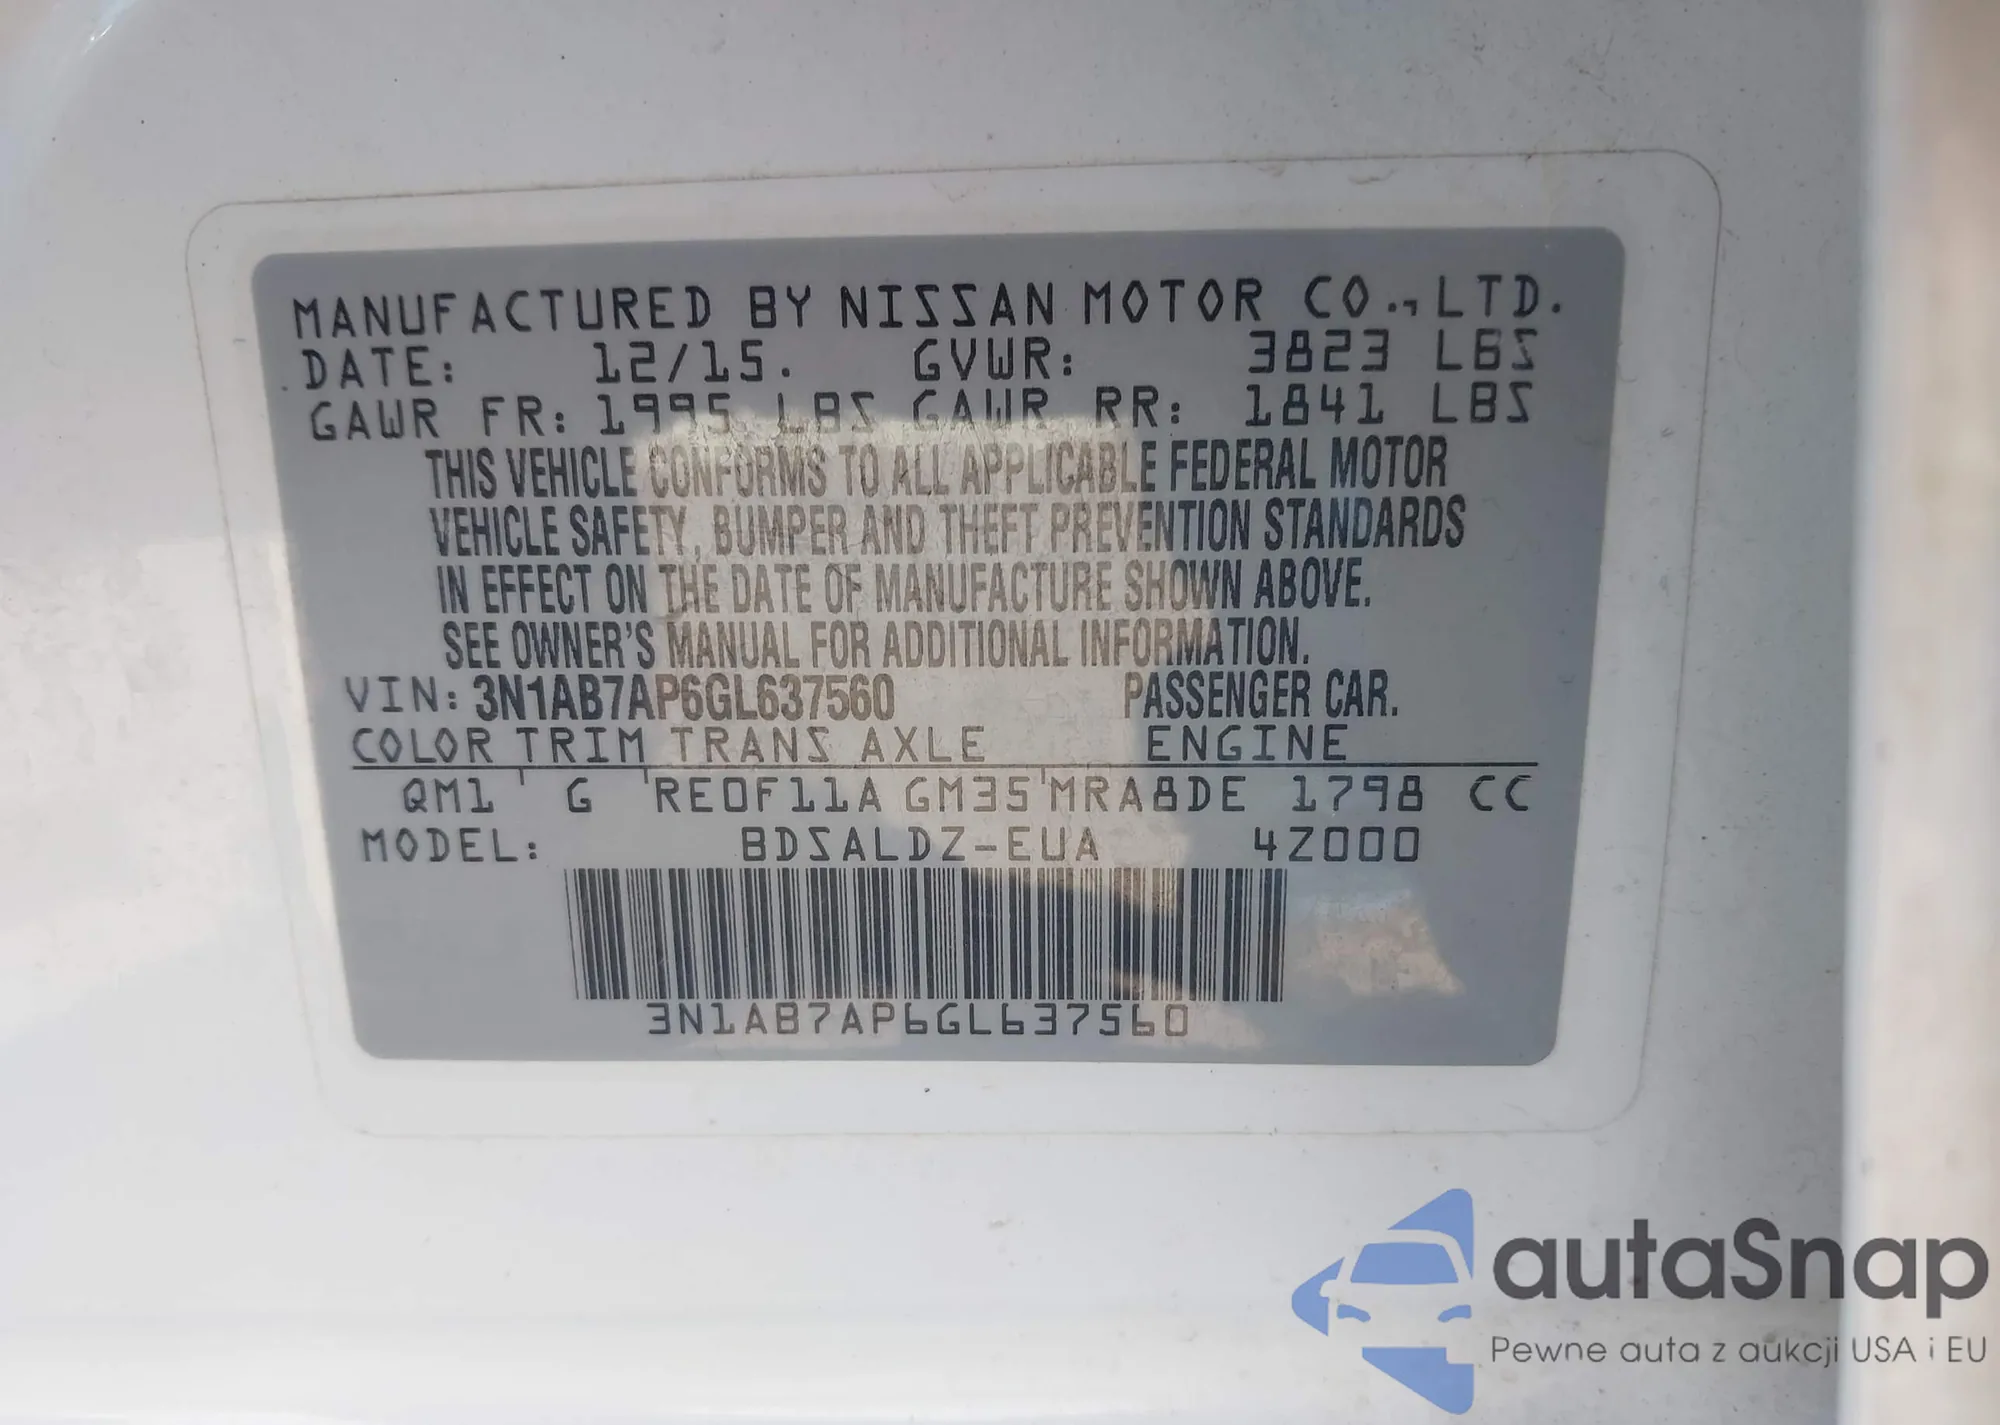 MANUFACTURED BY NISSAN MOTOR CO., LTD.
DATE: 12/15. GVWR: 3823 LBS
GAWR FR: 1995 LBS GAWR RR: 1841 LBS
THIS VEHICLE CONFORMS TO ALL APPLICABLE FEDERAL MOTOR
VEHICLE SAFETY, BUMPER AND THEFT PREVENTION STANDARDS
IN EFFECT ON THE DATE OF MANUFACTURE SHOWN ABOVE.
SEE OWNER'S MANUAL FOR ADDITIONAL INFORMATION.
VIN: 3N1AB7AP6GL637560 PASSENGER CAR.
COLOR TRIM TRANS AXLE ENGINE
QM1 G RE0F11A GM35 MRA8DE 1798 CC
MODEL: BDSALDZ-EUA 4Z000
3N1AB7AP6GL637560
autaSnap
Pewne auta z aukcji USA i EU